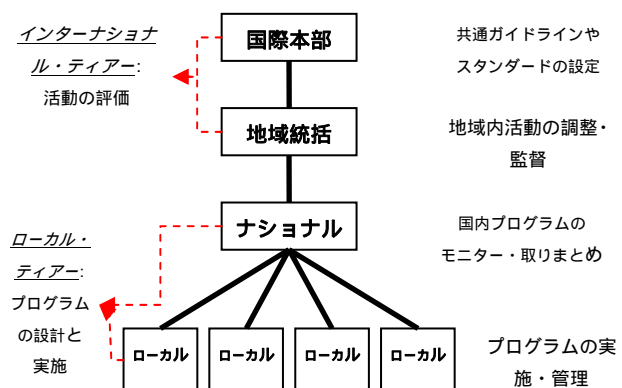 インターナショナ
ル・ティアー:
活動の評価
国際本部
共通ガイドラインや
スタンダードの設定
地域統括
地域内活動の調整・
監督
ナショナル
国内プログラムの
モニター・取りまとめ
ローカル・
ティアー:
プログラム
の設計と
実施
ローカル
ローカル
ローカル
ローカル
プログラムの実
施・管理